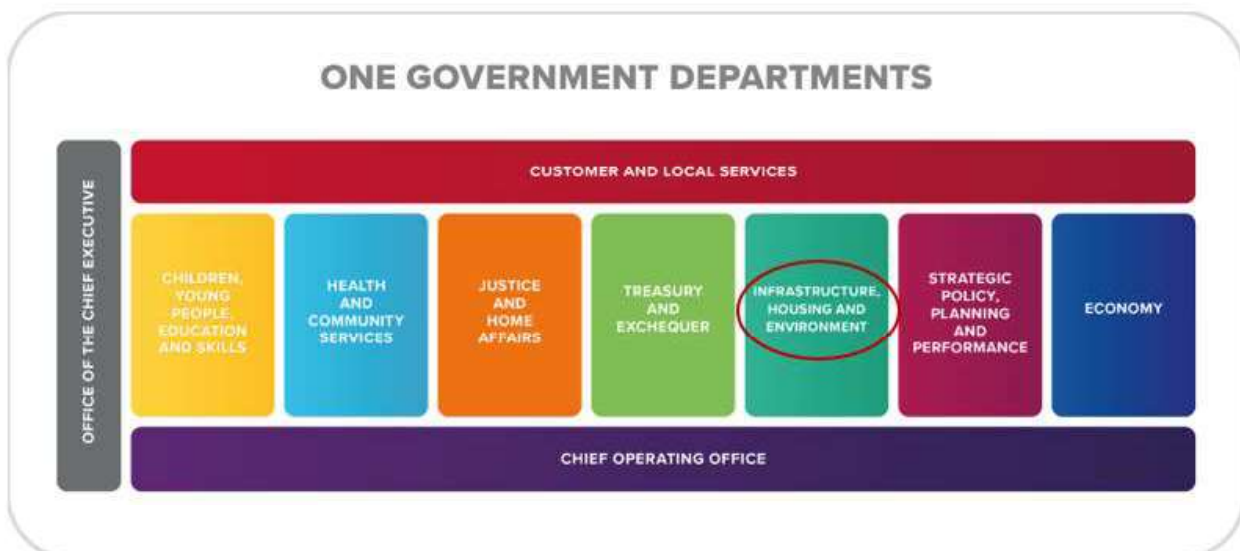 ONE GOVERNMENT DEPARTMENTS
OFFICE OF THE CHIEF EXECUTIVE
CUSTOMER AND LOCAL SERVICES
CHILDREN,
YOUNG
PEOPLE,
EDUCATION
AND SKILLS
HEALTH
AND
COMMUNITY
SERVICES
JUSTICE
AND
HOME
AFFAIRS
TREASURY
AND
EXCHEQUER
INFRASTRUCTURE,
HOUSING AND
ENVIRONMENT
STRATEGIC
POLICY,
PLANNING
AND
PERFORMANCE
ECONOMY
CHIEF OPERATING OFFICE